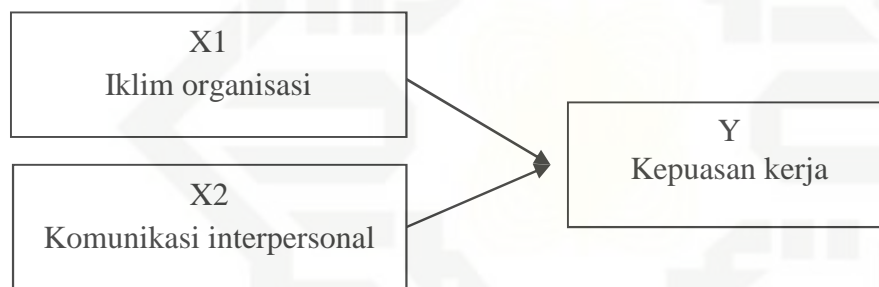 X1
Iklim organisasi
X2
Komunikasi interpersonal
Y
Kepuasan kerja